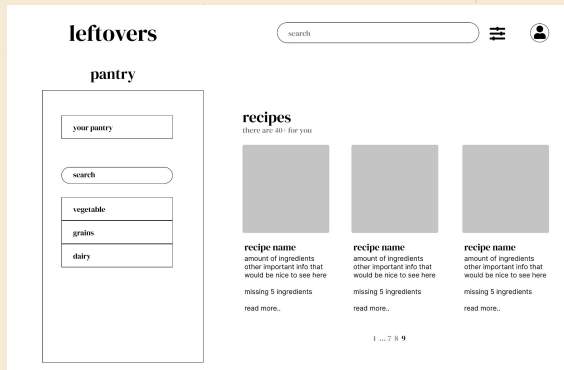 leftovers
search
pantry
your pantry
search
vegetable
grains
dairy
recipes
there are 40+ for you
recipe name
amount of ingredients
other important info that
would be nice to see here
missing 5 ingredients
read more..
recipe name
amount of ingredients
other important info that
would be nice to see here
missing 5 ingredients
read more..
recipe name
amount of ingredients
other important info that
would be nice to see here
missing 5 ingredients
read more..
1 ... 7 8 9